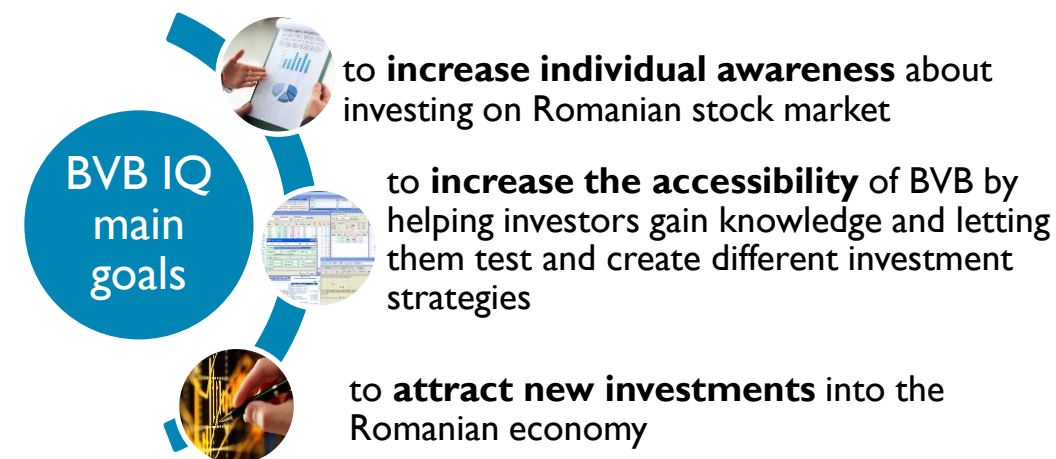 BVB IQ
main
goals
to increase individual awareness about
investing on Romanian stock market
to increase the accessibility of BVB by
helping investors gain knowledge and letting
them test and create different investment
strategies
to attract new investments into the
Romanian economy